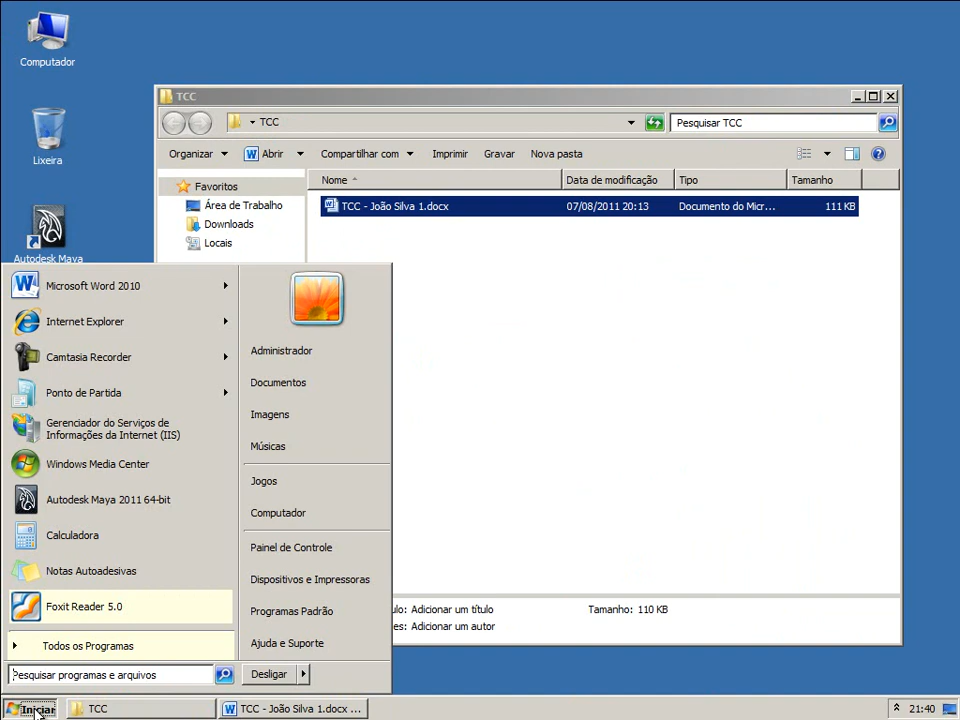 Computador
Lixeira
Autodesk Maya
TCC
TCC
Pesquisar TCC
Organizar
Abrir
Compartilhar com
Imprimir
Gravar
Nova pasta
Favoritos
Área de Trabalho
Downloads
Locais
Nome
Data de modificação
Tipo
Tamanho
TCC - João Silva 1.docx
07/08/2011 20:13
Documento do Micr...
111 KB
Adicionar um título
Tamanho: 110 KB
Adicionar um autor
Microsoft Word 2010
Internet Explorer
Camtasia Recorder
Ponto de Partida
Gerenciador do Serviços de
Informações da Internet (IIS)
Windows Media Center
Autodesk Maya 2011 64-bit
Calculadora
Notas Autoadesivas
Foxit Reader 5.0
Todos os Programas
Pesquisar programas e arquivos
Administrador
Documentos
Imagens
Músicas
Jogos
Computador
Painel de Controle
Dispositivos e Impressoras
Programas Padrão
Ajuda e Suporte
Desligar
Iniciar
TCC
TCC - João Silva 1.docx ...
21:40